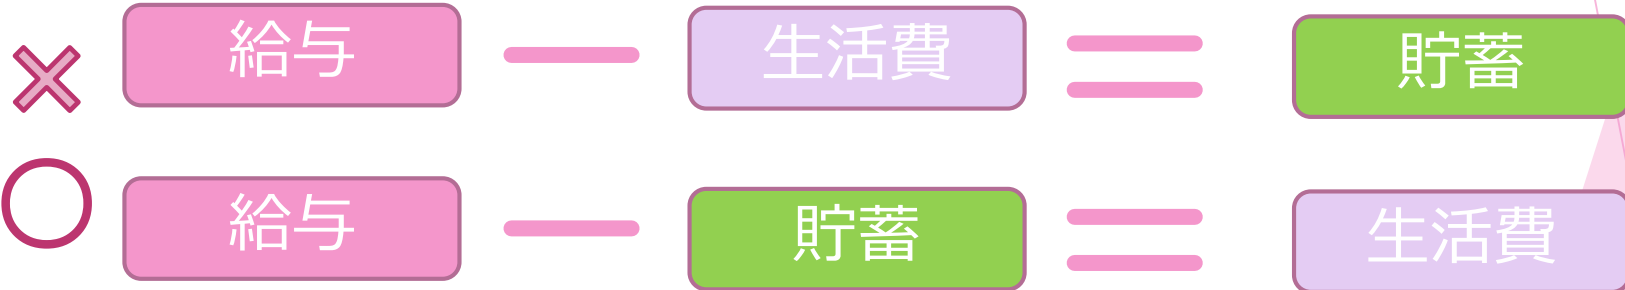 × 給与 － 生活費 ＝ 貯蓄
○ 給与 － 貯蓄 ＝ 生活費